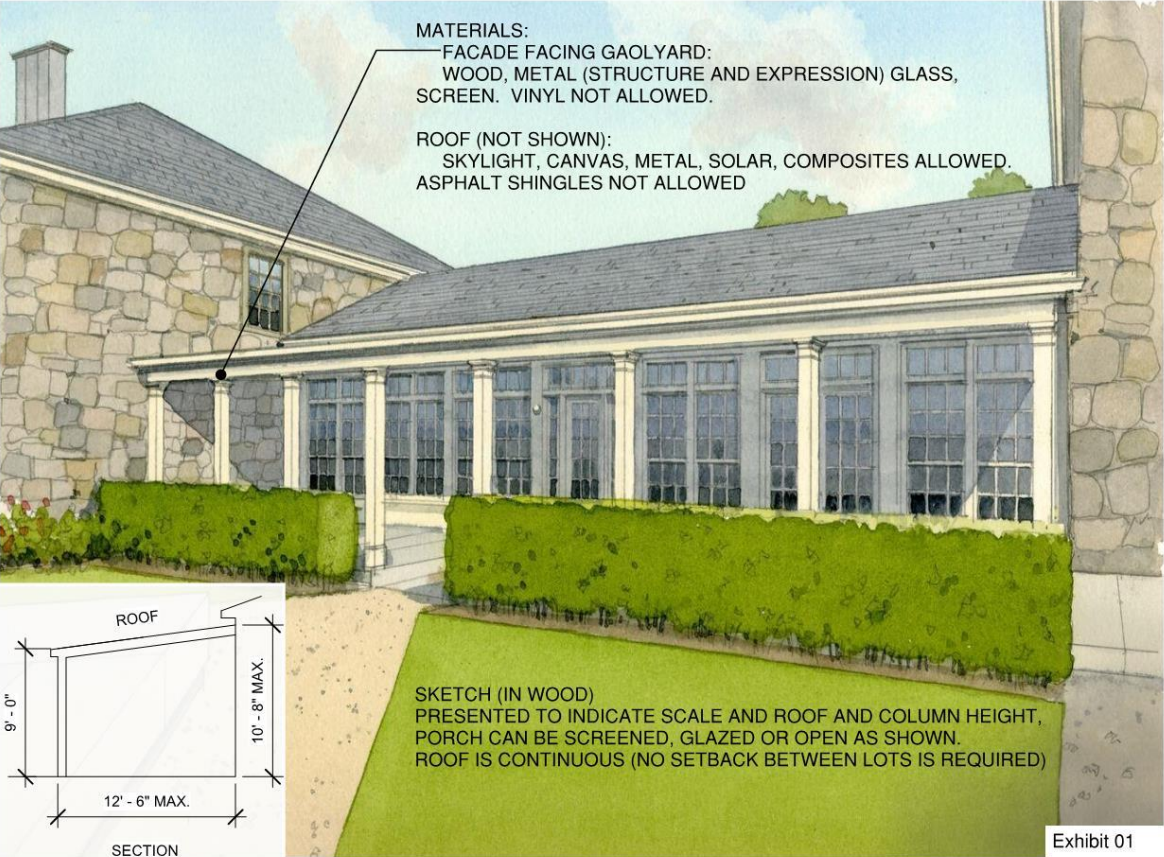 MATERIALS:
FACADE FACING GAOLYARD:
WOOD, METAL (STRUCTURE AND EXPRESSION) GLASS,
SCREEN. VINYL NOT ALLOWED.
ROOF (NOT SHOWN):
SKYLIGHT, CANVAS, METAL, SOLAR, COMPOSITES ALLOWED.
ASPHALT SHINGLES NOT ALLOWED
ROOF
9' - 0"
10' - 8" MAX.
12' - 6" MAX.
SECTION
SKETCH (IN WOOD)
PRESENTED TO INDICATE SCALE AND ROOF AND COLUMN HEIGHT,
PORCH CAN BE SCREENED, GLAZED OR OPEN AS SHOWN.
ROOF IS CONTINUOUS (NO SETBACK BETWEEN LOTS IS REQUIRED)
Exhibit 01